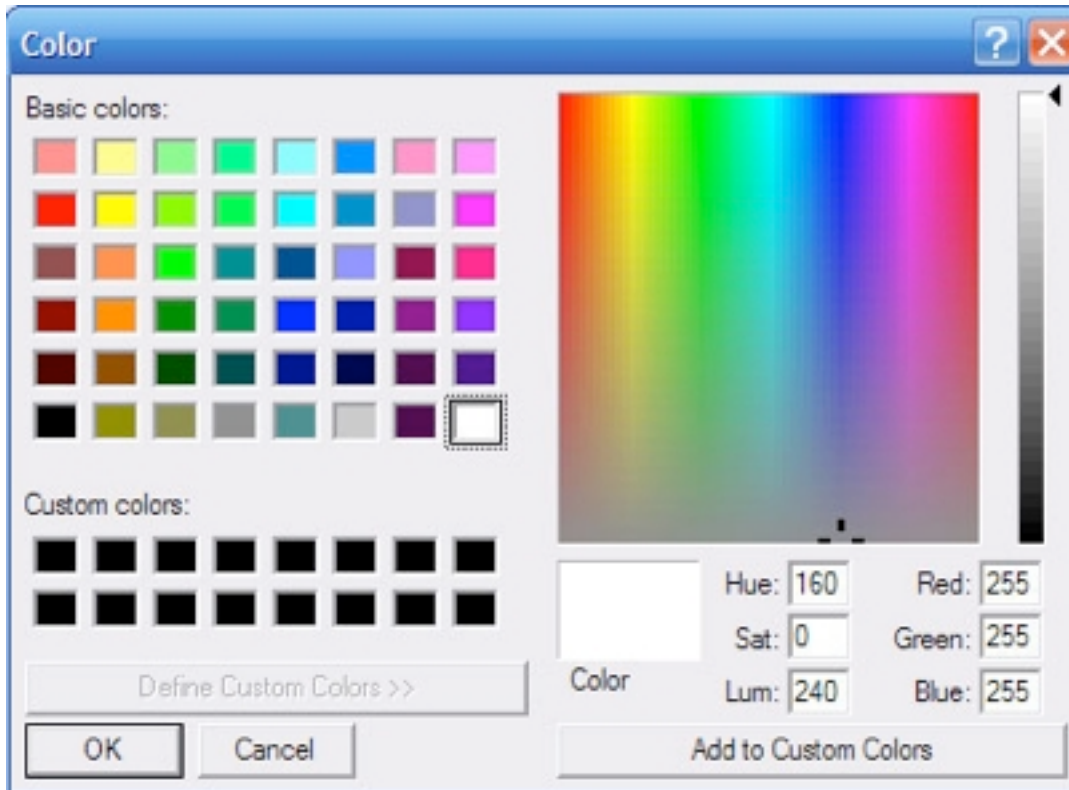 Color
Basic colors:
Custom colors:
Define Custom Colors >>
OK Cancel
Color
Hue: 160 Red: 255
Sat: 0 Green: 255
Lum: 240 Blue: 255
Add to Custom Colors